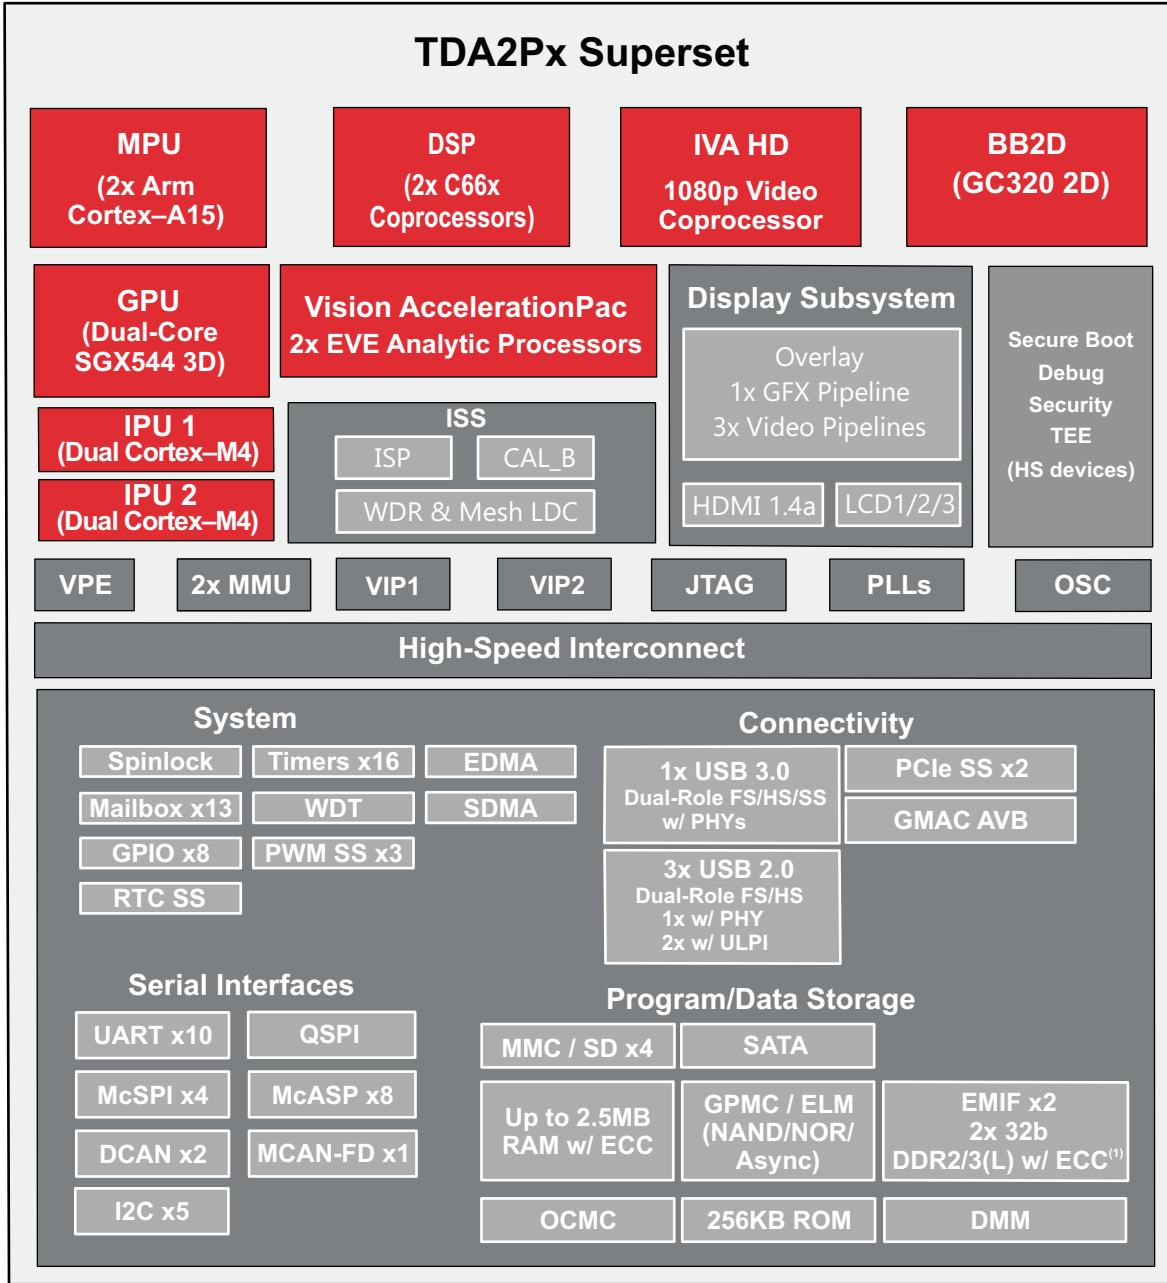 TDA2Px Superset
MPU
(2x Arm
Cortex–A15)
DSP
(2x C66x
Coprocessors)
IVA HD
1080p Video
Coprocessor
BB2D
(GC320 2D)
GPU
(Dual-Core
SGX544 3D)
Vision AccelerationPac
2x EVE Analytic Processors
Display Subsystem
Overlay
1x GFX Pipeline
3x Video Pipelines
HDMI 1.4a
LCD1/2/3
Secure Boot
Debug
Security
TEE
(HS devices)
IPU 1
(Dual Cortex–M4)
IPU 2
(Dual Cortex–M4)
ISS
ISP
CAL_B
WDR & Mesh LDC
VPE
2x MMU
VIP1
VIP2
JTAG
PLLs
OSC
High-Speed Interconnect
System
Spinlock
Timers x16
EDMA
Mailbox x13
WDT
SDMA
GPIO x8
PWM SS x3
RTC SS
Connectivity
1x USB 3.0
Dual-Role FS/HS/SS
w/ PHYs
PCIe SS x2
GMAC AVB
3x USB 2.0
Dual-Role FS/HS
1x w/ PHY
2x w/ ULPI
Serial Interfaces
UART x10
QSPI
McSPI x4
McASP x8
DCAN x2
MCAN-FD x1
I2C x5
Program/Data Storage
MMC / SD x4
SATA
Up to 2.5MB
RAM w/ ECC
GPMC / ELM
(NAND/NOR/
Async)
EMIF x2
2x 32b
DDR2/3(L) w/ ECC(1)
OCMC
256KB ROM
DMM